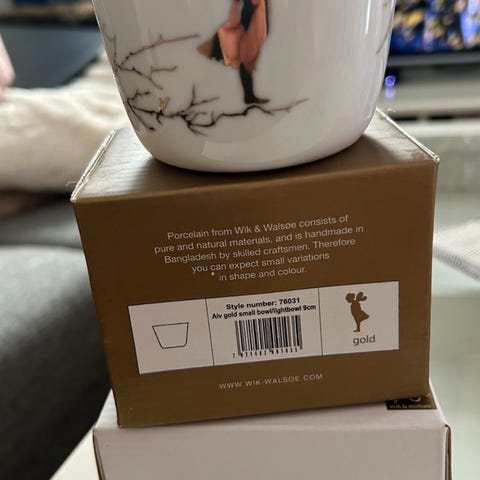 Porcelain from Wik & Walsøe consists of
pure and natural materials, and is handmade in
Bangladesh by skilled craftsmen. Therefore
you can expect small variations
in shape and colour.
Style number: 76031
Alv gold small bowl/lightbowl 9cm
gold
WWW.WIK-WALSOE.COM